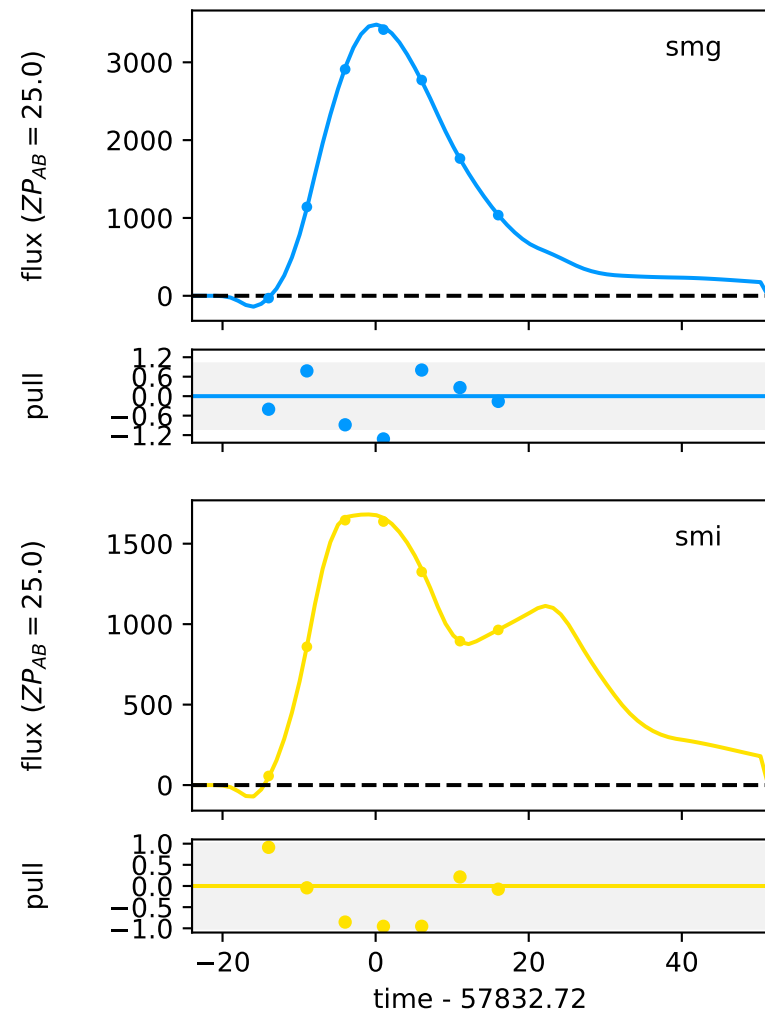 smg
flux (ZP_AB = 25.0)
3000
2000
1000
0
pull
1.2
0.6
0.0
−0.6
−1.2
smi
flux (ZP_AB = 25.0)
1500
1000
500
0
pull
1.0
0.5
0.0
−0.5
−1.0
−20 0 20 40
time - 57832.72